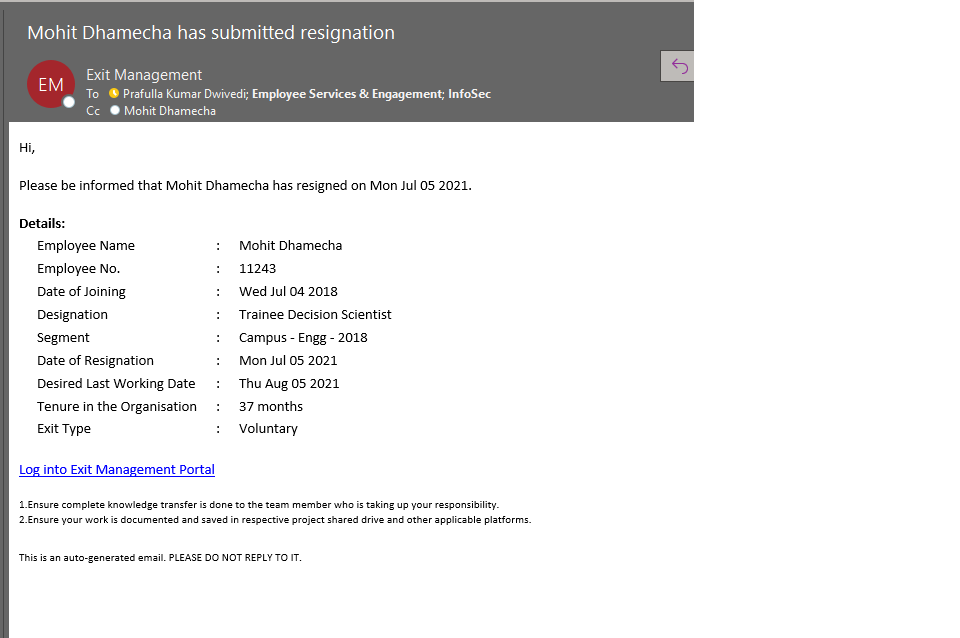 Mohit Dhamecha has submitted resignation
EM
Exit Management
To Prafulla Kumar Dwivedi; Employee Services & Engagement; InfoSec
Cc Mohit Dhamecha
Hi,
Please be informed that Mohit Dhamecha has resigned on Mon Jul 05 2021.
Details:
Employee Name : Mohit Dhamecha
Employee No. : 11243
Date of Joining : Wed Jul 04 2018
Designation : Trainee Decision Scientist
Segment : Campus - Engg - 2018
Date of Resignation : Mon Jul 05 2021
Desired Last Working Date : Thu Aug 05 2021
Tenure in the Organisation : 37 months
Exit Type : Voluntary
Log into Exit Management Portal
1.Ensure complete knowledge transfer is done to the team member who is taking up your responsibility.
2.Ensure your work is documented and saved in respective project shared drive and other applicable platforms.
This is an auto-generated email. PLEASE DO NOT REPLY TO IT.